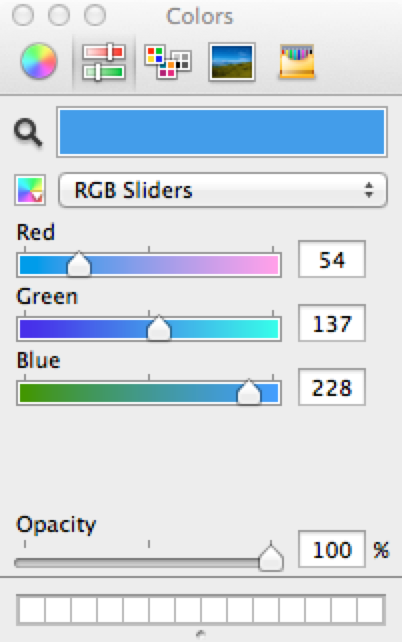 Colors
RGB Sliders
Red
54
Green
137
Blue
228
Opacity
100 %